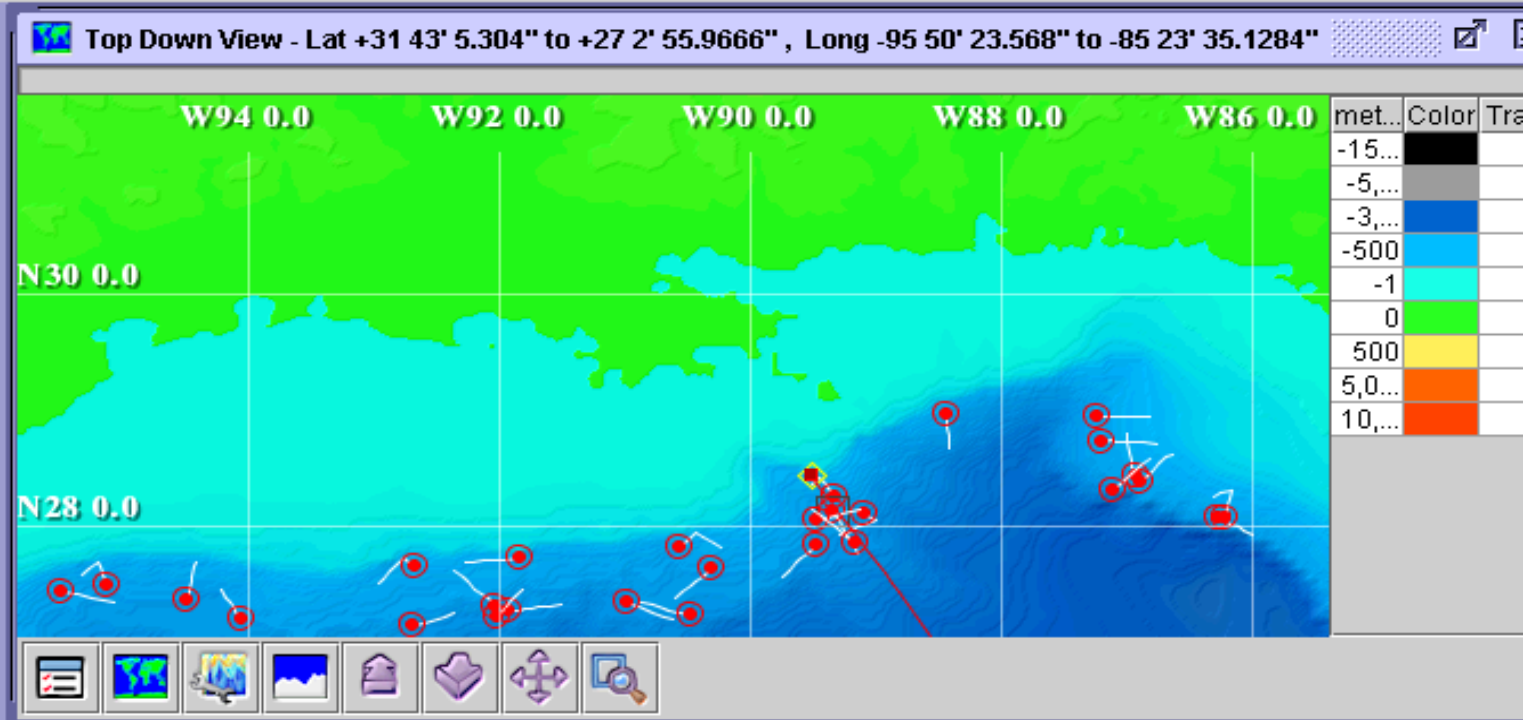 Top Down View - Lat +31 43' 5.304" to +27 2' 55.9666" , Long -95 50' 23.568" to -85 23' 35.1284"
W94 0.0 W92 0.0 W90 0.0 W88 0.0 W86 0.0
met... Color Tra
-15...
-5,...
-3,...
-500
N30 0.0
-1
0
500
5,0...
10,...
N28 0.0